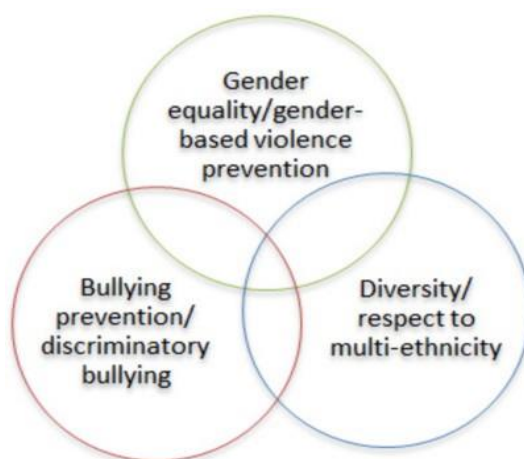 Gender
equality/gender-
based violence
prevention
Bullying
prevention/
discriminatory
bullying
Diversity/
respect to
multi-ethnicity